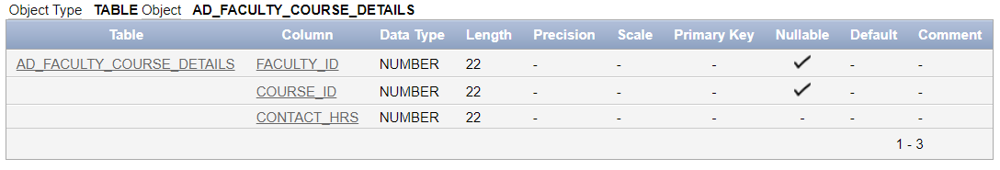 Object Type TABLE Object AD_FACULTY_COURSE_DETAILS
Table Column Data Type Length Precision Scale Primary Key Nullable Default Comment
AD_FACULTY_COURSE_DETAILS FACULTY_ID NUMBER 22 - - - ✓ - -
COURSE_ID NUMBER 22 - - - ✓ - -
CONTACT_HRS NUMBER 22 - - - - - -
1 - 3